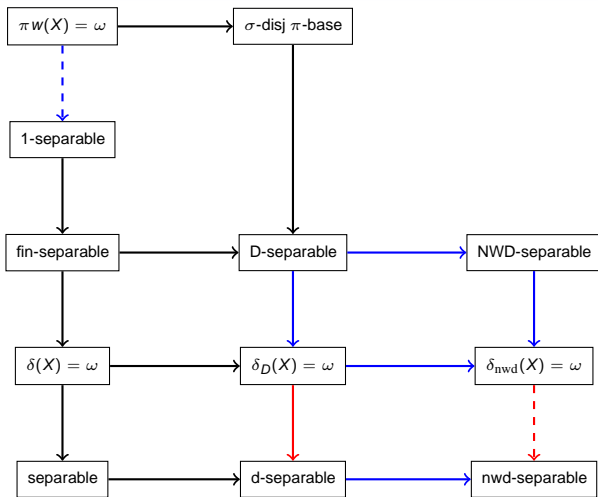 πw(X) = ω
σ-disj π-base
1-separable
fin-separable
D-separable
NWD-separable
δ(X) = ω
δ_D(X) = ω
δ_nwd(X) = ω
separable
d-separable
nwd-separable